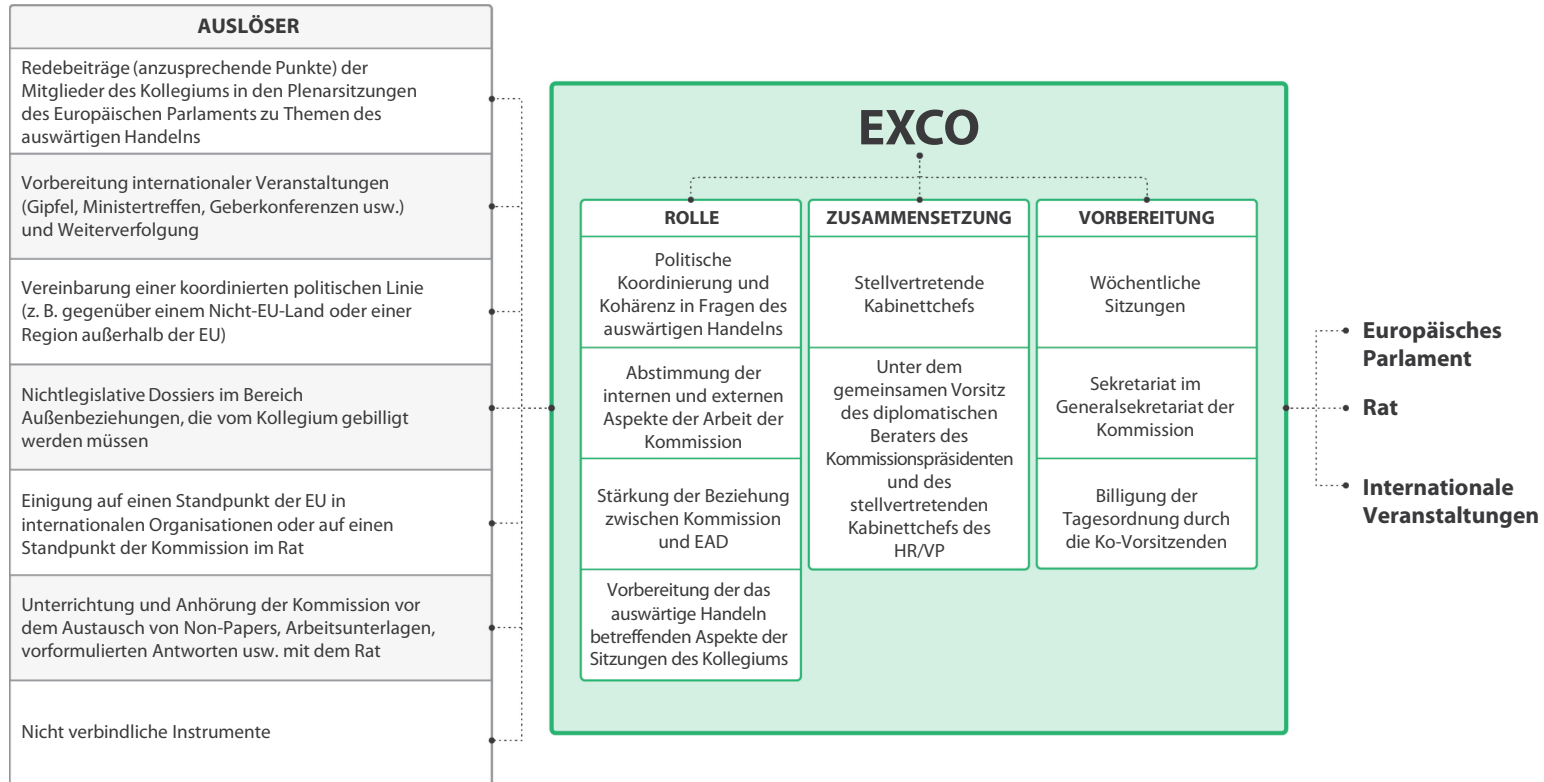 AUSLÖSER
Redebeiträge (anzusprechende Punkte) der
Mitglieder des Kollegiums in den Plenarsitzungen
des Europäischen Parlaments zu Themen des
auswärtigen Handelns
Vorbereitung internationaler Veranstaltungen
(Gipfel, Ministertreffen, Geberkonferenzen usw.)
und Weiterverfolgung
Vereinbarung einer koordinierten politischen Linie
(z. B. gegenüber einem Nicht-EU-Land oder einer
Region außerhalb der EU)
Nichtlegislative Dossiers im Bereich
Außenbeziehungen, die vom Kollegium gebilligt
werden müssen
Einigung auf einen Standpunkt der EU in
internationalen Organisationen oder auf einen
Standpunkt der Kommission im Rat
Unterrichtung und Anhörung der Kommission vor
dem Austausch von Non-Papers, Arbeitsunterlagen,
vorformulierten Antworten usw. mit dem Rat
Nicht verbindliche Instrumente
EXCO
ROLLE
Politische
Koordinierung und
Kohärenz in Fragen des
auswärtigen Handelns
Abstimmung der
internen und externen
Aspekte der Arbeit der
Kommission
Stärkung der Beziehung
zwischen Kommission
und EAD
Vorbereitung der das
auswärtige Handeln
betreffenden Aspekte der
Sitzungen des Kollegiums
ZUSAMMENSETZUNG
Stellvertretende
Kabinettchefs
Unter dem
gemeinsamen Vorsitz
des diplomatischen
Beraters des
Kommissionspräsidenten
und des
stellvertretenden
Kabinettchefs des
HR/VP
VORBEREITUNG
Wöchentliche
Sitzungen
Sekretariat im
Generalsekretariat der
Kommission
Billigung der
Tagesordnung durch
die Ko-Vorsitzenden
Europäisches
Parlament
Rat
Internationale
Veranstaltungen